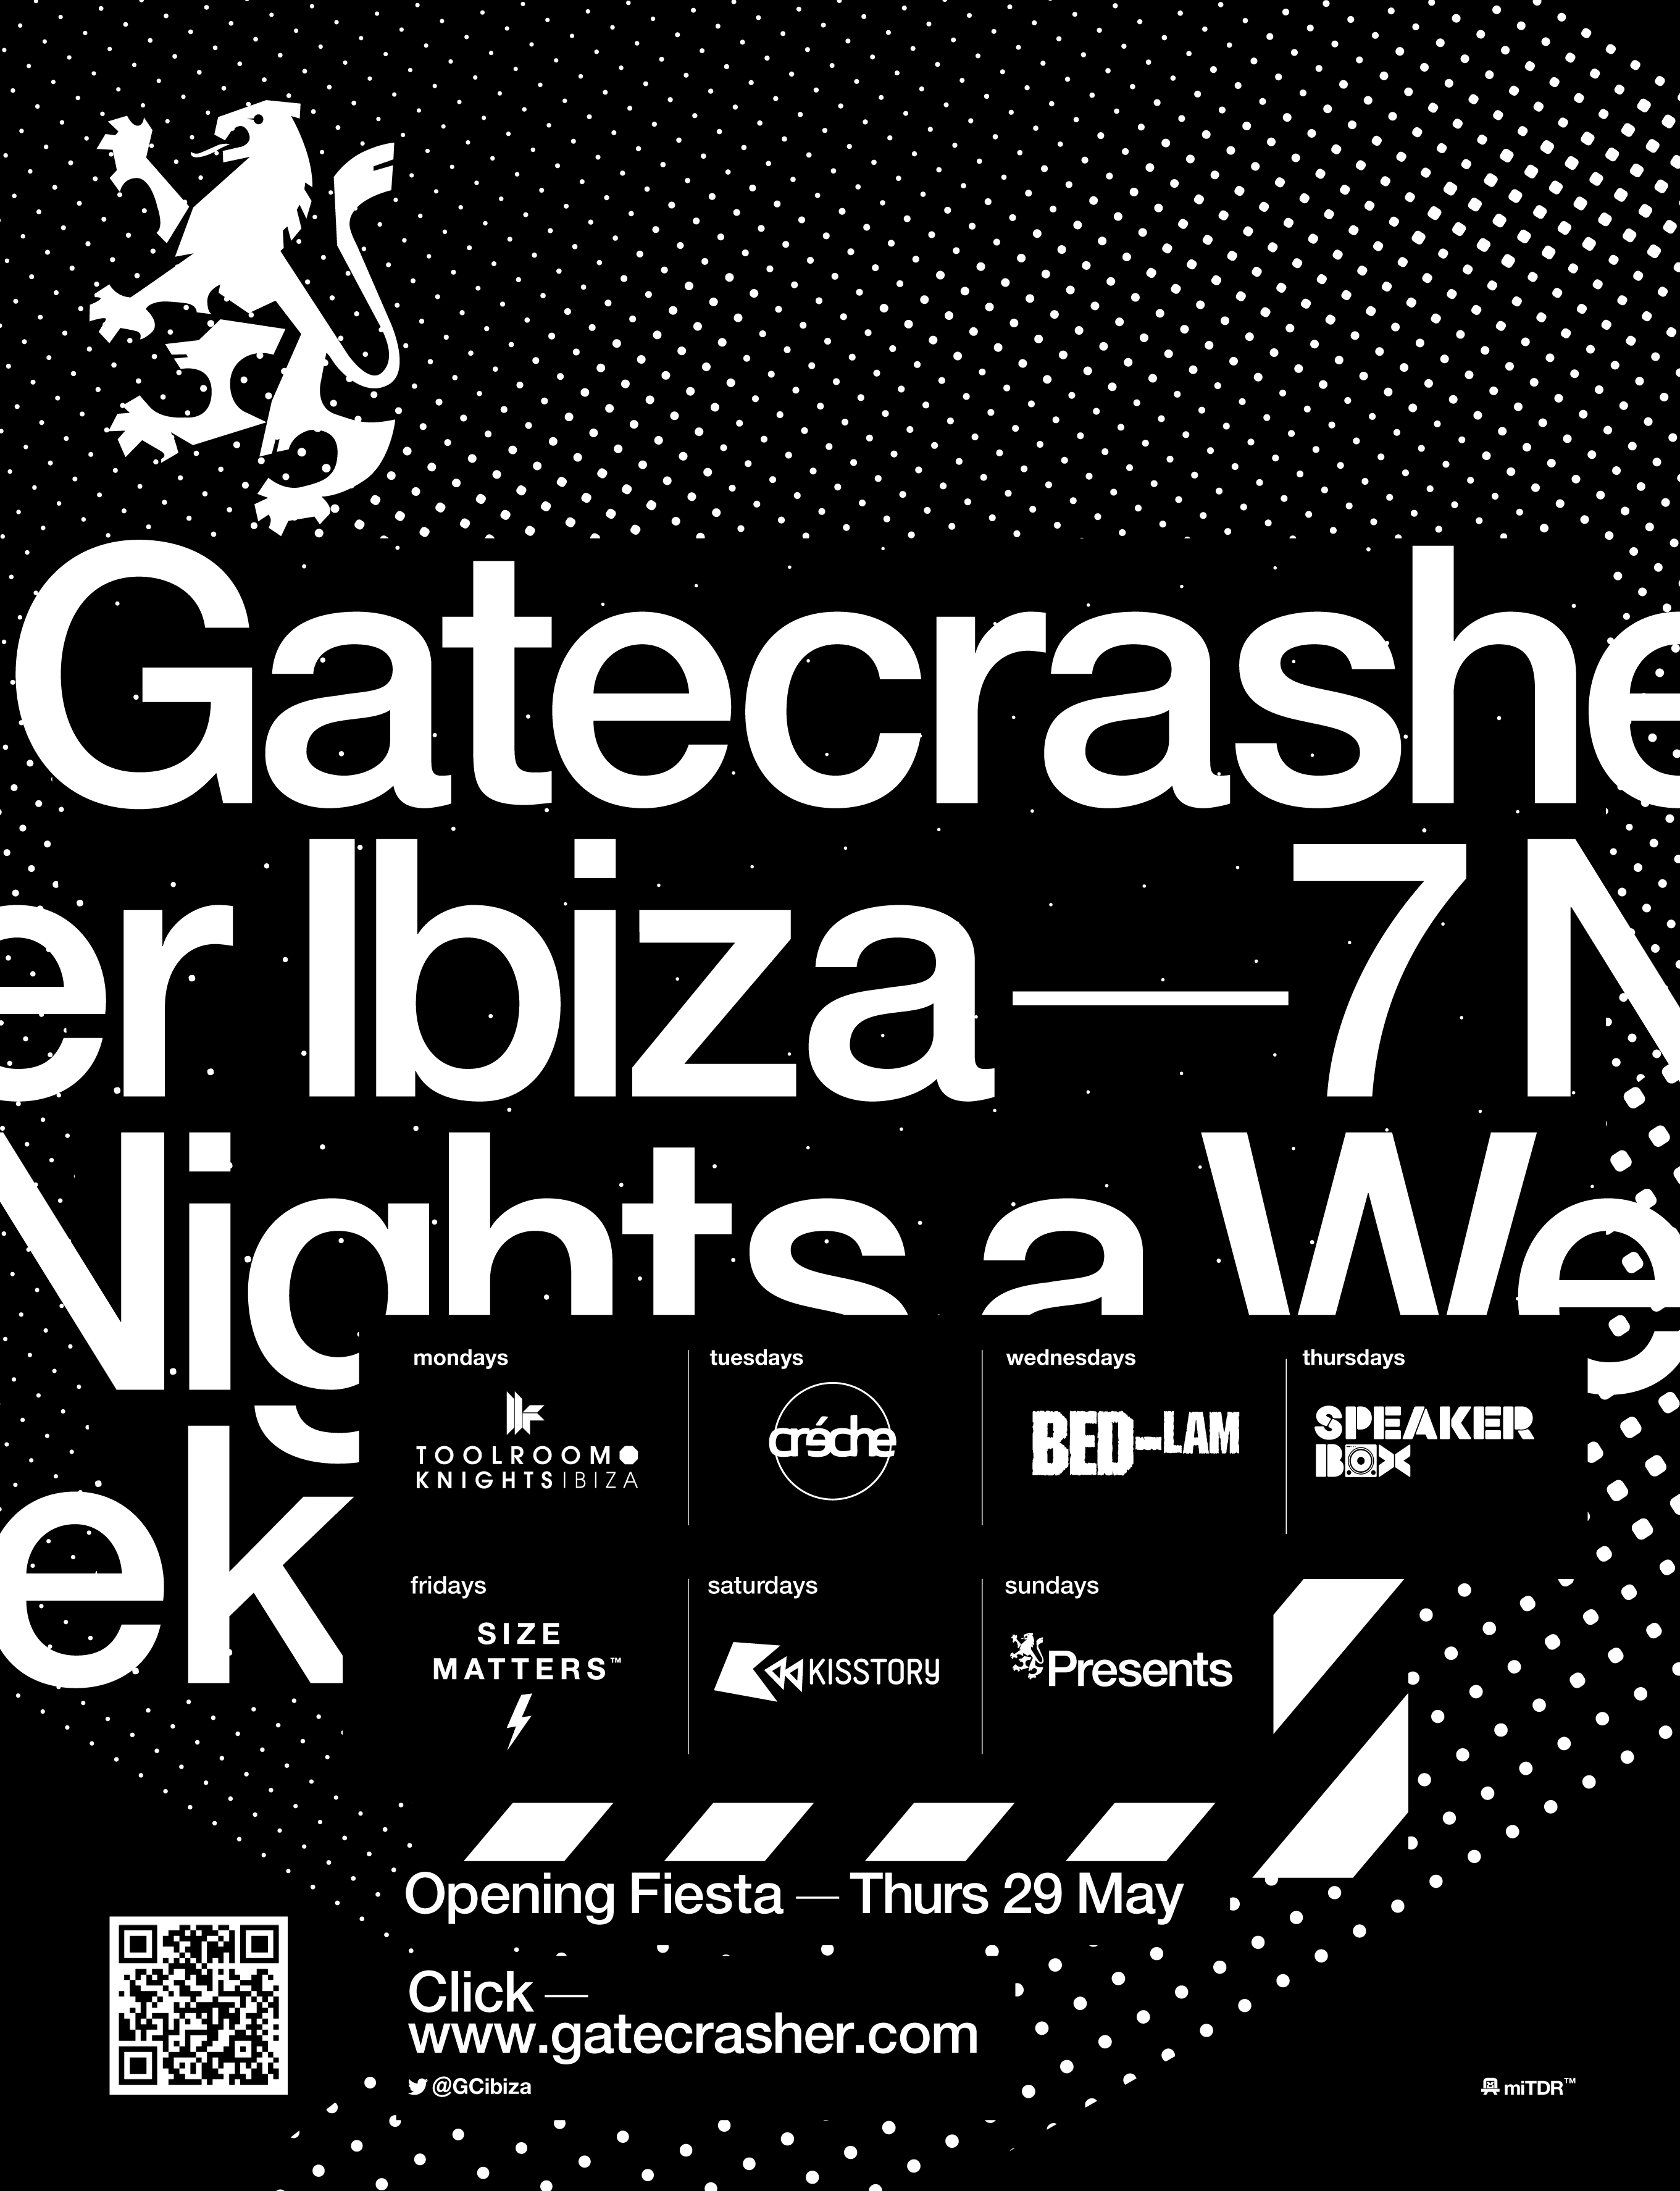 Gatecrashe
er Ibiza — 7 N
Nights a We
ek
mondays
TOOLROOM
KNIGHTS IBIZA
tuesdays
créche
wednesdays
BED-LAM
thursdays
SPEAKER
BOX
fridays
SIZE
MATTERS™
saturdays
KISSTORY
sundays
Presents
Opening Fiesta — Thurs 29 May
Click —
www.gatecrasher.com
@GCibiza
miTDR™